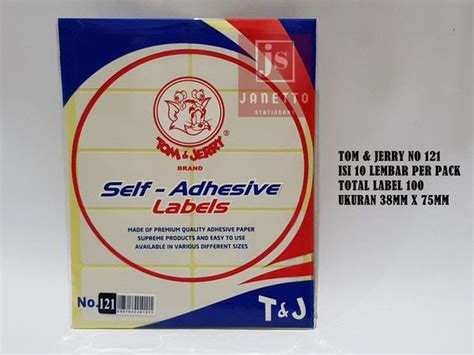 js
JANETTO
STATIONERY
TOM & JERRY
®
BRAND
Self - Adhesive
Labels
MADE OF PREMIUM QUALITY ADHESIVE PAPER
SUPREME PRODUCTS AND EASY TO USE
AVAILABLE IN VARIOUS DIFFERENT SIZES
No. 121
T&J
TOM & JERRY NO 121
ISI 10 LEMBAR PER PACK
TOTAL LABEL 100
UKURAN 38MM X 75MM